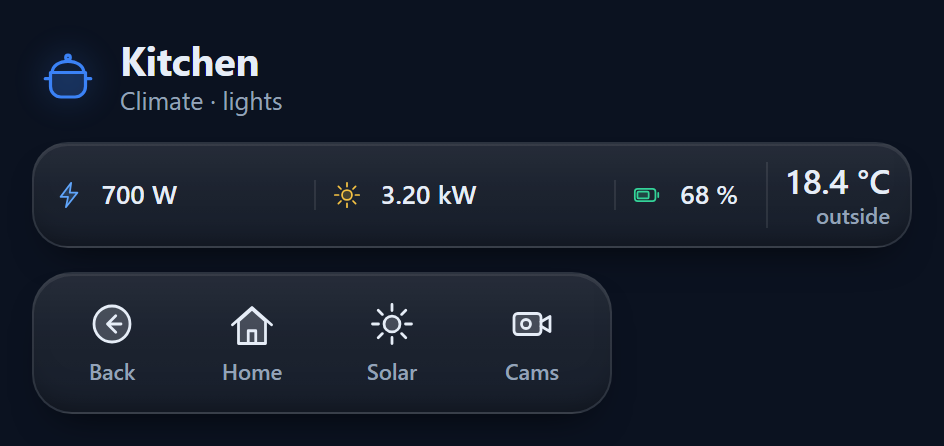 Kitchen
Climate · lights
700 W
3.20 kW
68 %
18.4 °C
outside
Back
Home
Solar
Cams